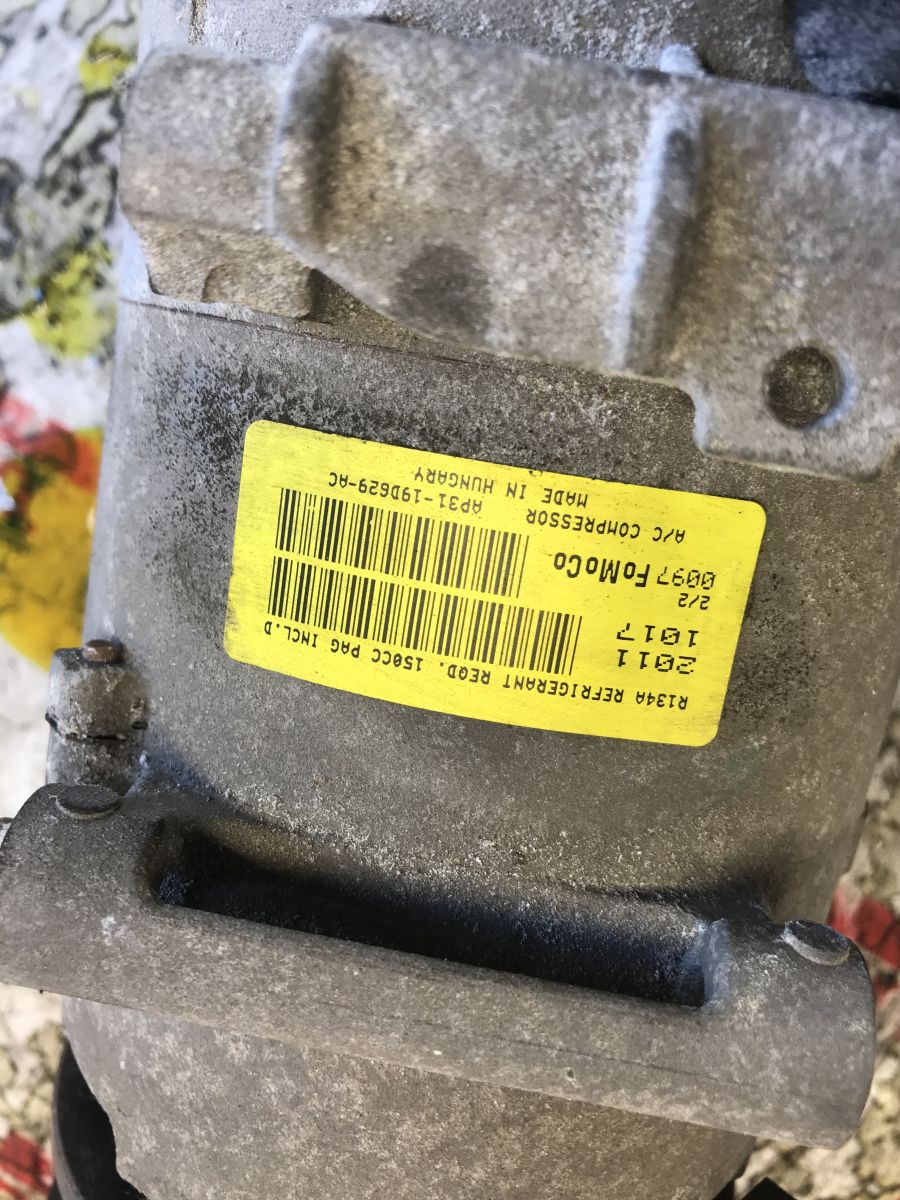 R134A REFRIGERANT REQD. 150CC PAG INCL.D
2011
1017
2/2
0097 FoMoCo
A/C COMPRESSOR AP31-19D629-AC
MADE IN HUNGARY